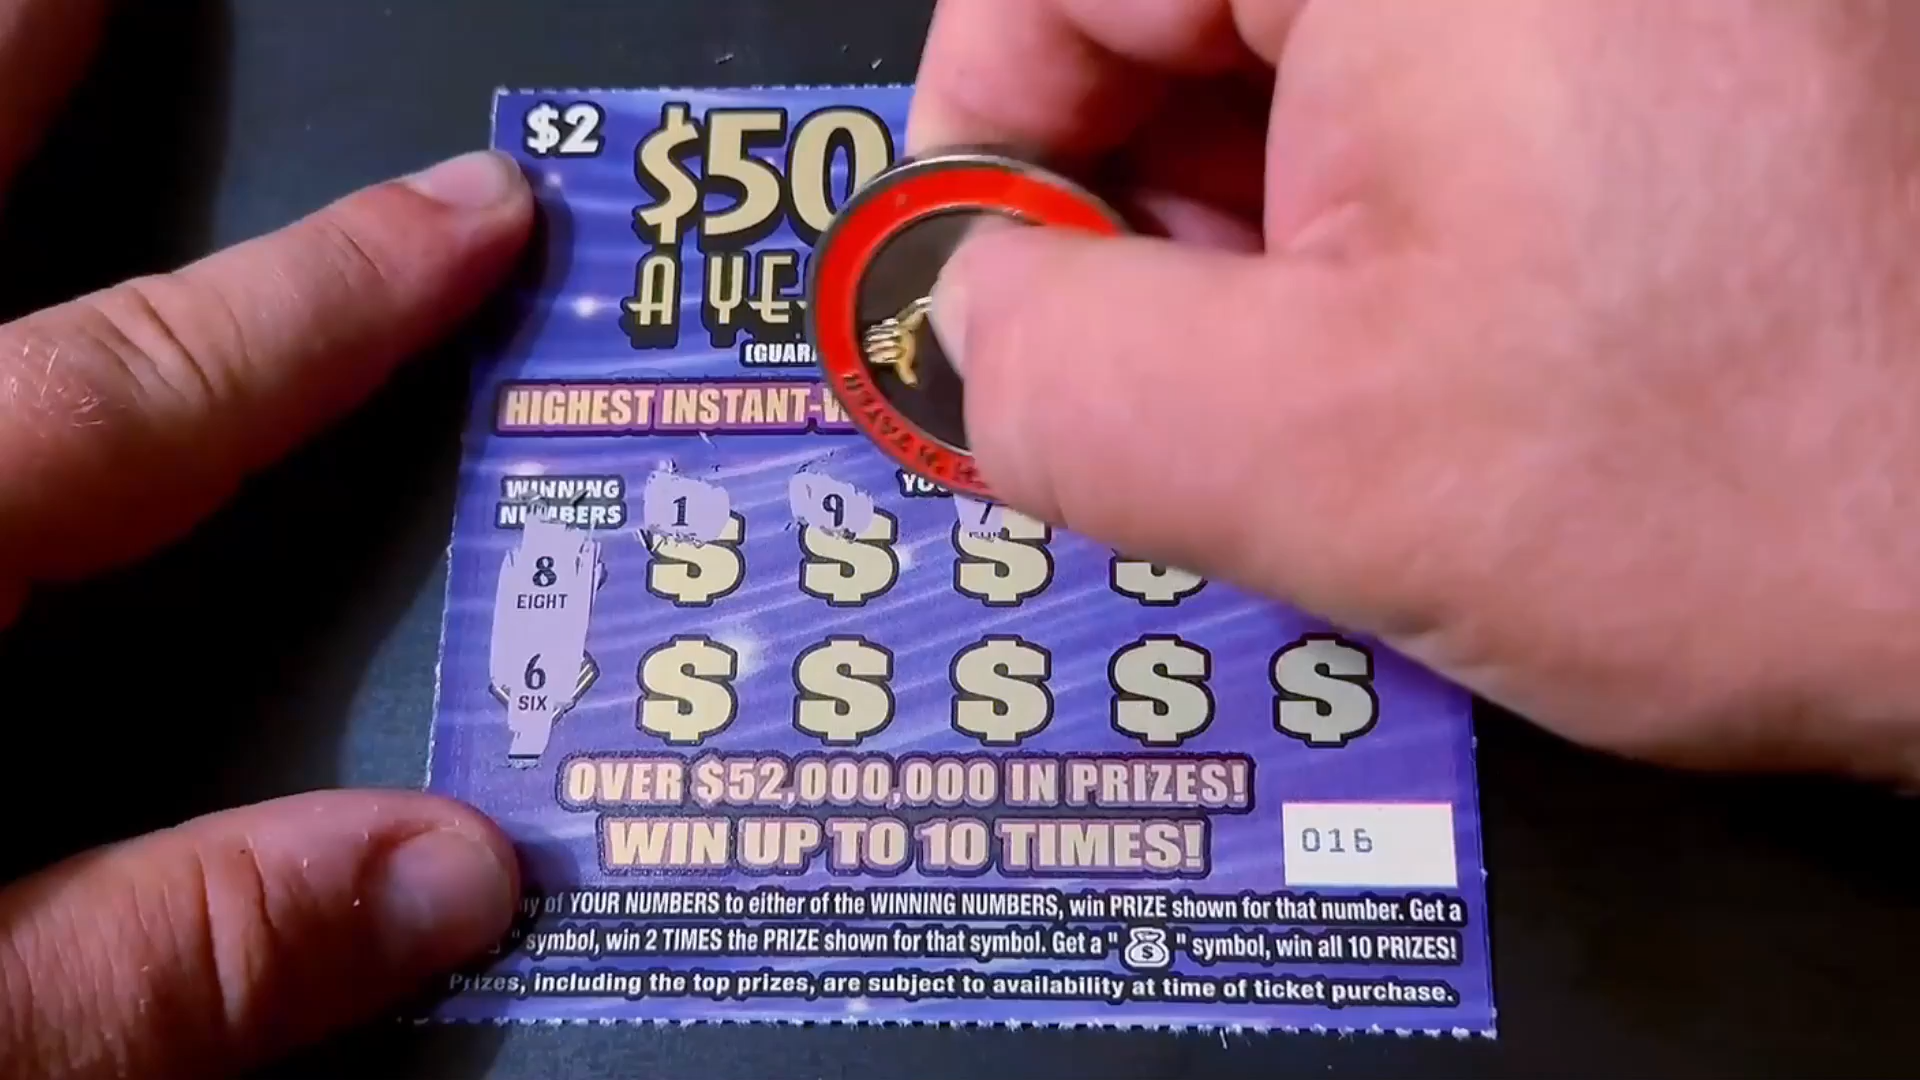 $2
$50
A YE
(GUAR
HIGHEST INSTANT-
WINNING
NUMBERS
1
9
7
8
EIGHT
6
SIX
$ $ $ $
$ $ $ $ $
OVER $52,000,000 IN PRIZES!
WIN UP TO 10 TIMES!
016
of YOUR NUMBERS to either of the WINNING NUMBERS, win PRIZE shown for that number. Get a
" symbol, win 2 TIMES the PRIZE shown for that symbol. Get a " $ " symbol, win all 10 PRIZES!
Prizes, including the top prizes, are subject to availability at time of ticket purchase.